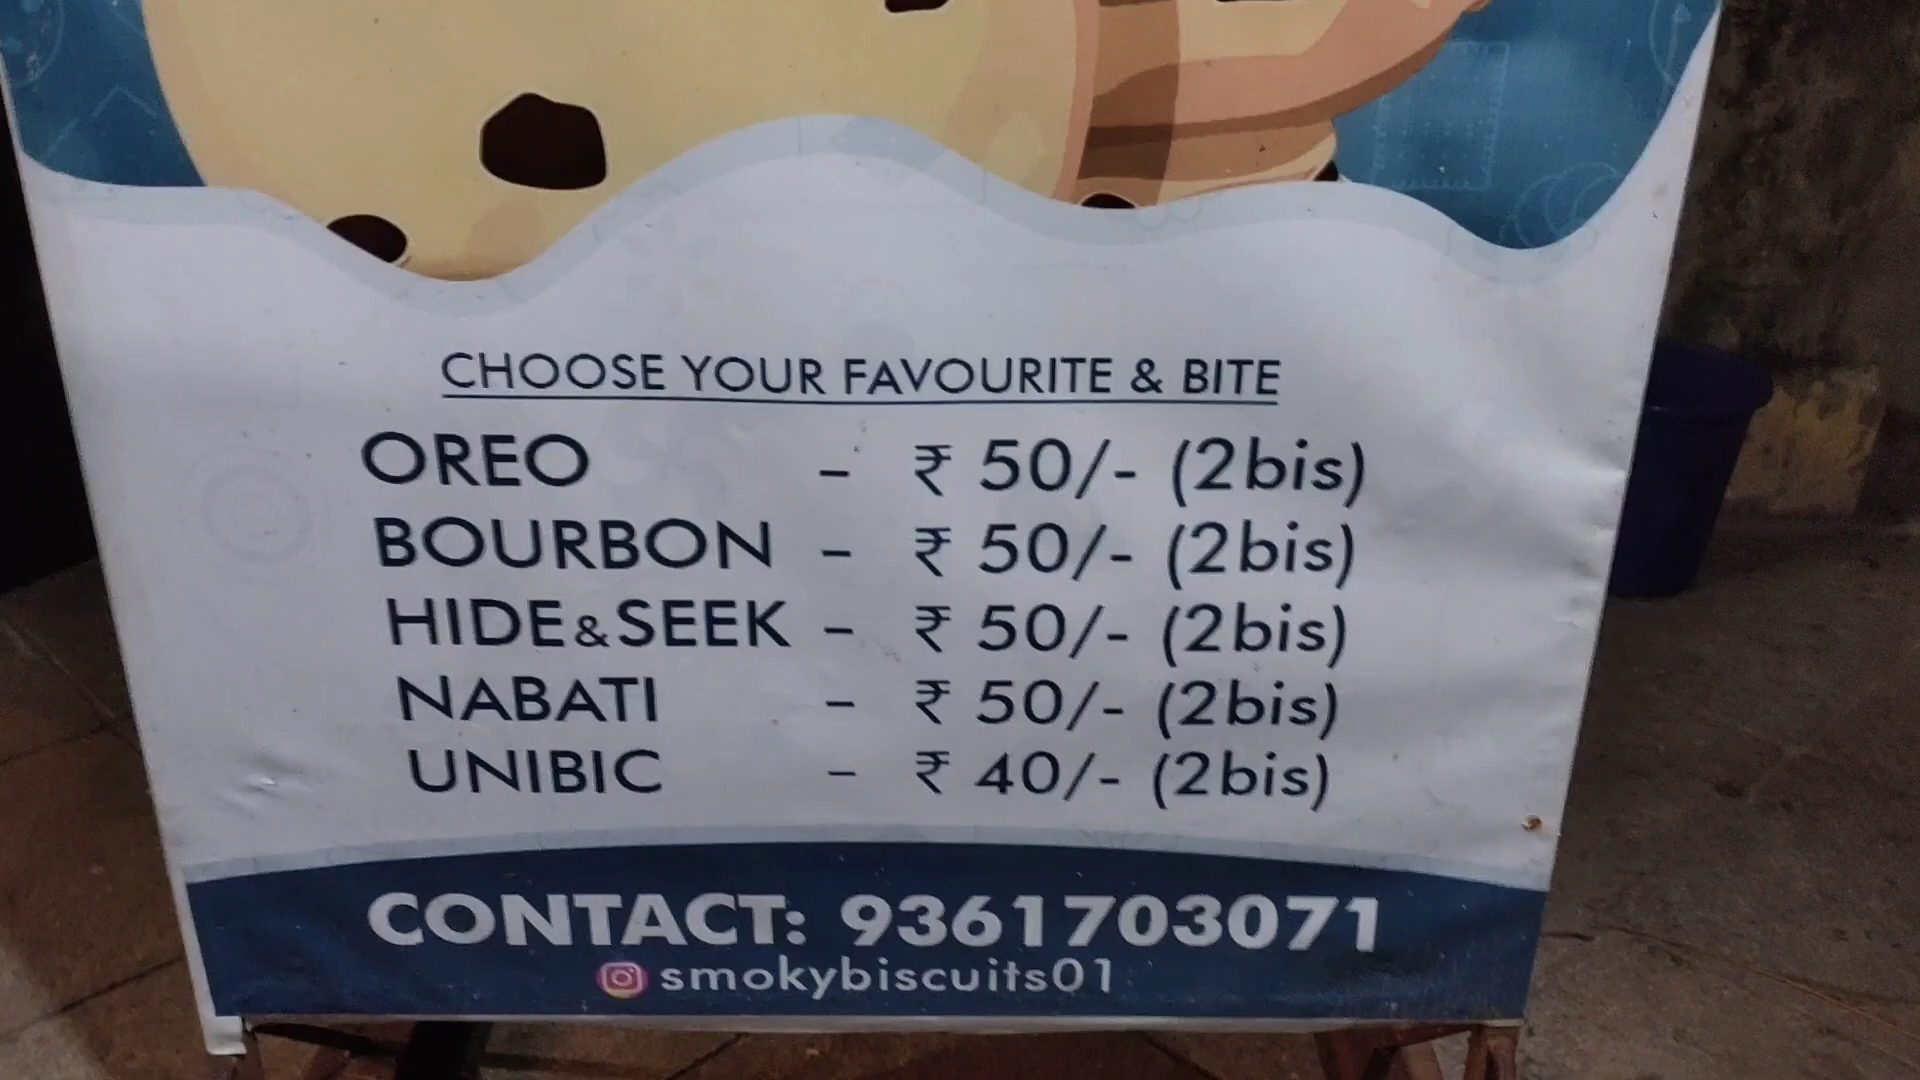 CHOOSE YOUR FAVOURITE & BITE
OREO - ₹ 50/- (2bis)
BOURBON - ₹ 50/- (2bis)
HIDE&SEEK - ₹ 50/- (2bis)
NABATI - ₹ 50/- (2bis)
UNIBIC - ₹ 40/- (2bis)
CONTACT: 9361703071
smokybiscuits01